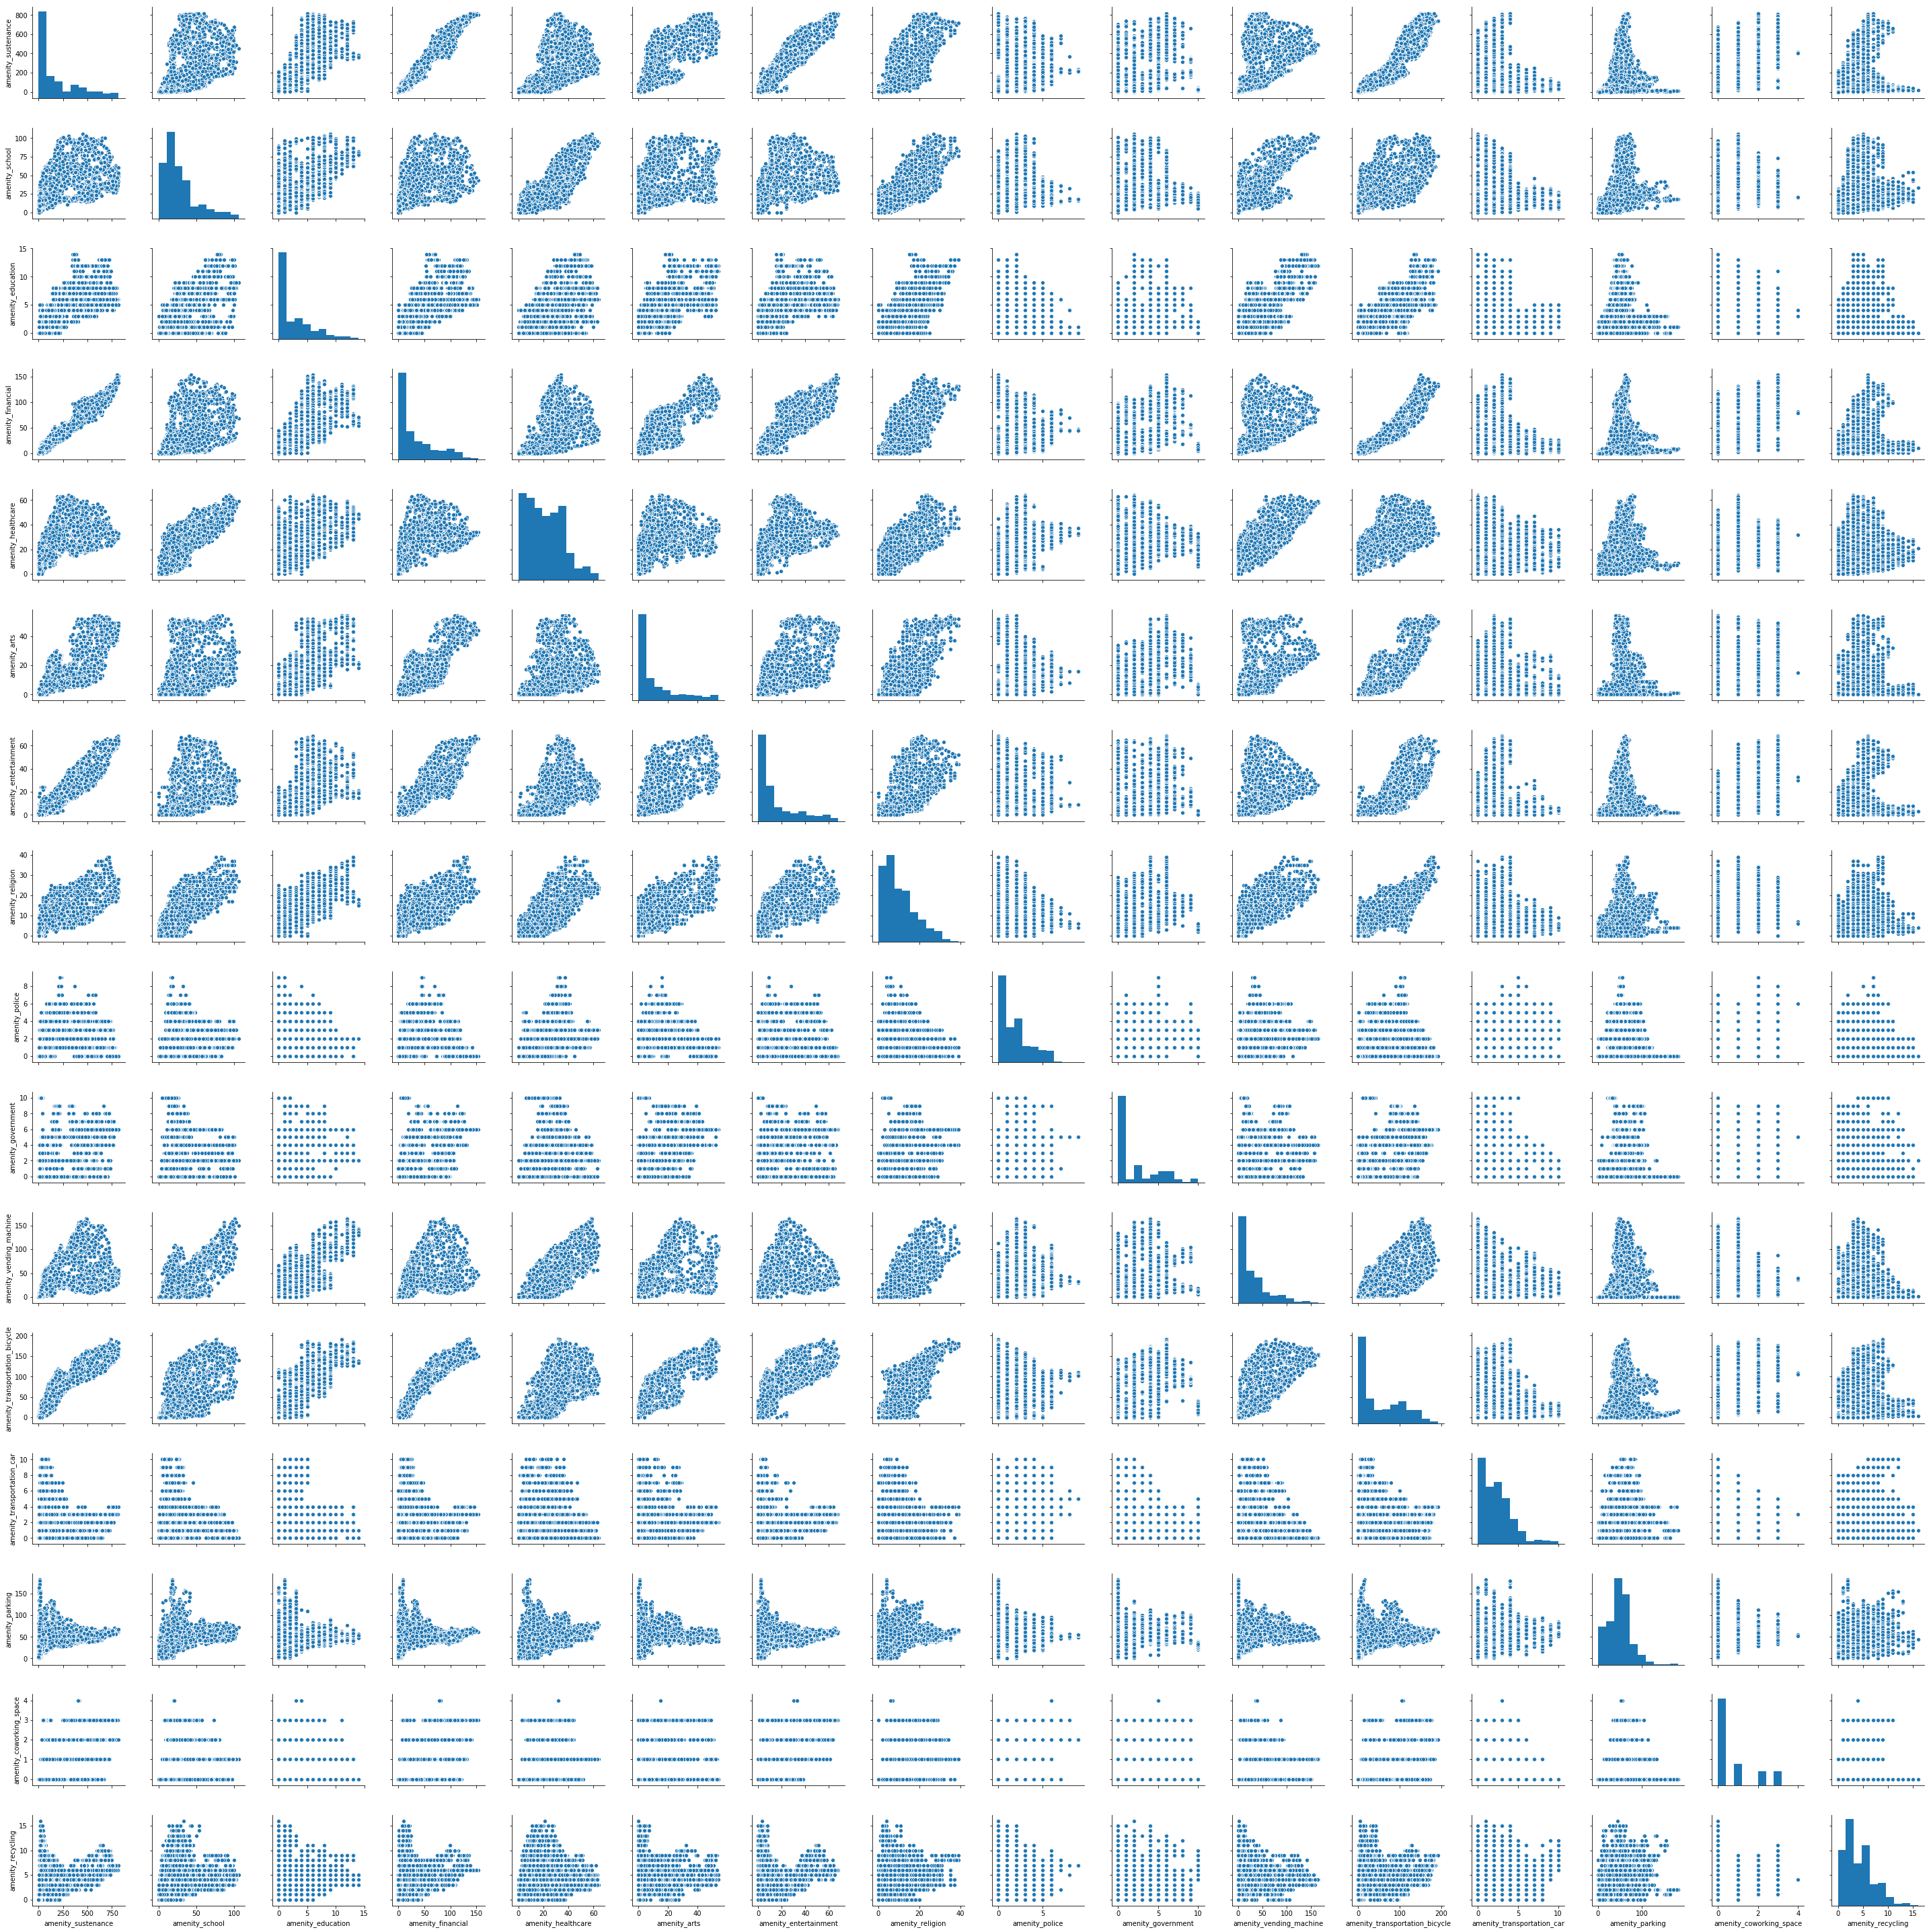 amenity_sustenance
800
600
400
200
0
amenity_school
100
75
50
25
0
amenity_education
15
10
5
0
amenity_financial
150
100
50
0
amenity_healthcare
60
40
20
0
amenity_arts
40
20
0
amenity_entertainment
60
40
20
0
amenity_religion
40
30
20
10
0
amenity_police
8
6
4
2
0
amenity_government
10
8
6
4
2
0
amenity_vending_machine
150
100
50
0
amenity_transportation_bicycle
200
150
100
50
0
amenity_transportation_car
10
8
6
4
2
0
amenity_parking
150
100
50
0
amenity_coworking_space
4
3
2
1
0
amenity_recycling
15
10
5
0
0 250 500 750
amenity_sustenance
0 50 100
amenity_school
0 5 10 15
amenity_education
0 50 100 150
amenity_financial
0 20 40 60
amenity_healthcare
0 20 40
amenity_arts
0 20 40 60
amenity_entertainment
0 20 40
amenity_religion
0 5
amenity_police
0 5 10
amenity_government
0 50 100 150
amenity_vending_machine
0 100 200
amenity_transportation_bicycle
0 5 10
amenity_transportation_car
0 100
amenity_parking
0 2 4
amenity_coworking_space
0 5 10 15
amenity_recycling